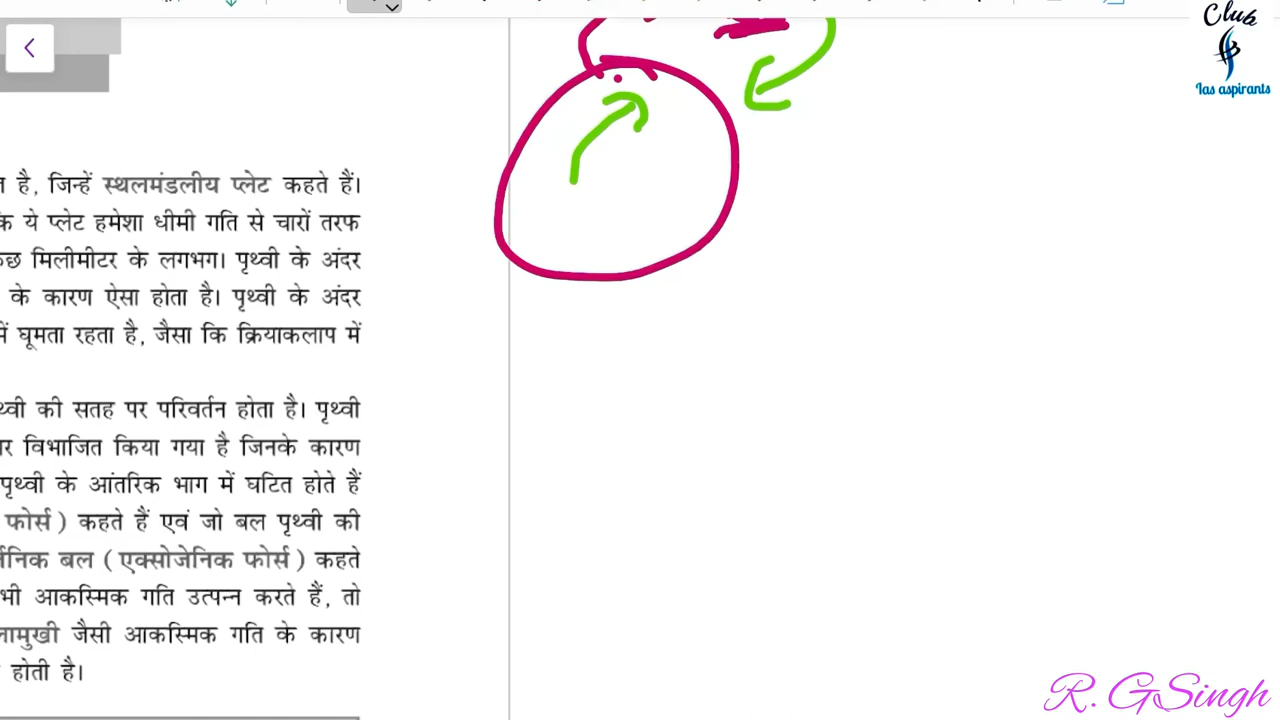 Club
Ias aspirants
है, जिन्हें स्थलमंडलीय प्लेट कहते हैं।
ये प्लेट हमेशा धीमी गति से चारों तरफ
मिलीमीटर के लगभग। पृथ्वी के अंदर
के कारण ऐसा होता है। पृथ्वी के अंदर
घूमता रहता है, जैसा कि क्रियाकलाप में
की सतह पर परिवर्तन होता है। पृथ्वी
विभाजित किया गया है जिनके कारण
पृथ्वी के आंतरिक भाग में घटित होते हैं
फोर्स) कहते हैं एवं जो बल पृथ्वी की
बल (एक्सोजेनिक फोर्स) कहते
भी आकस्मिक गति उत्पन्न करते हैं, तो
जैसी आकस्मिक गति के कारण
होती है।
R. GSingh